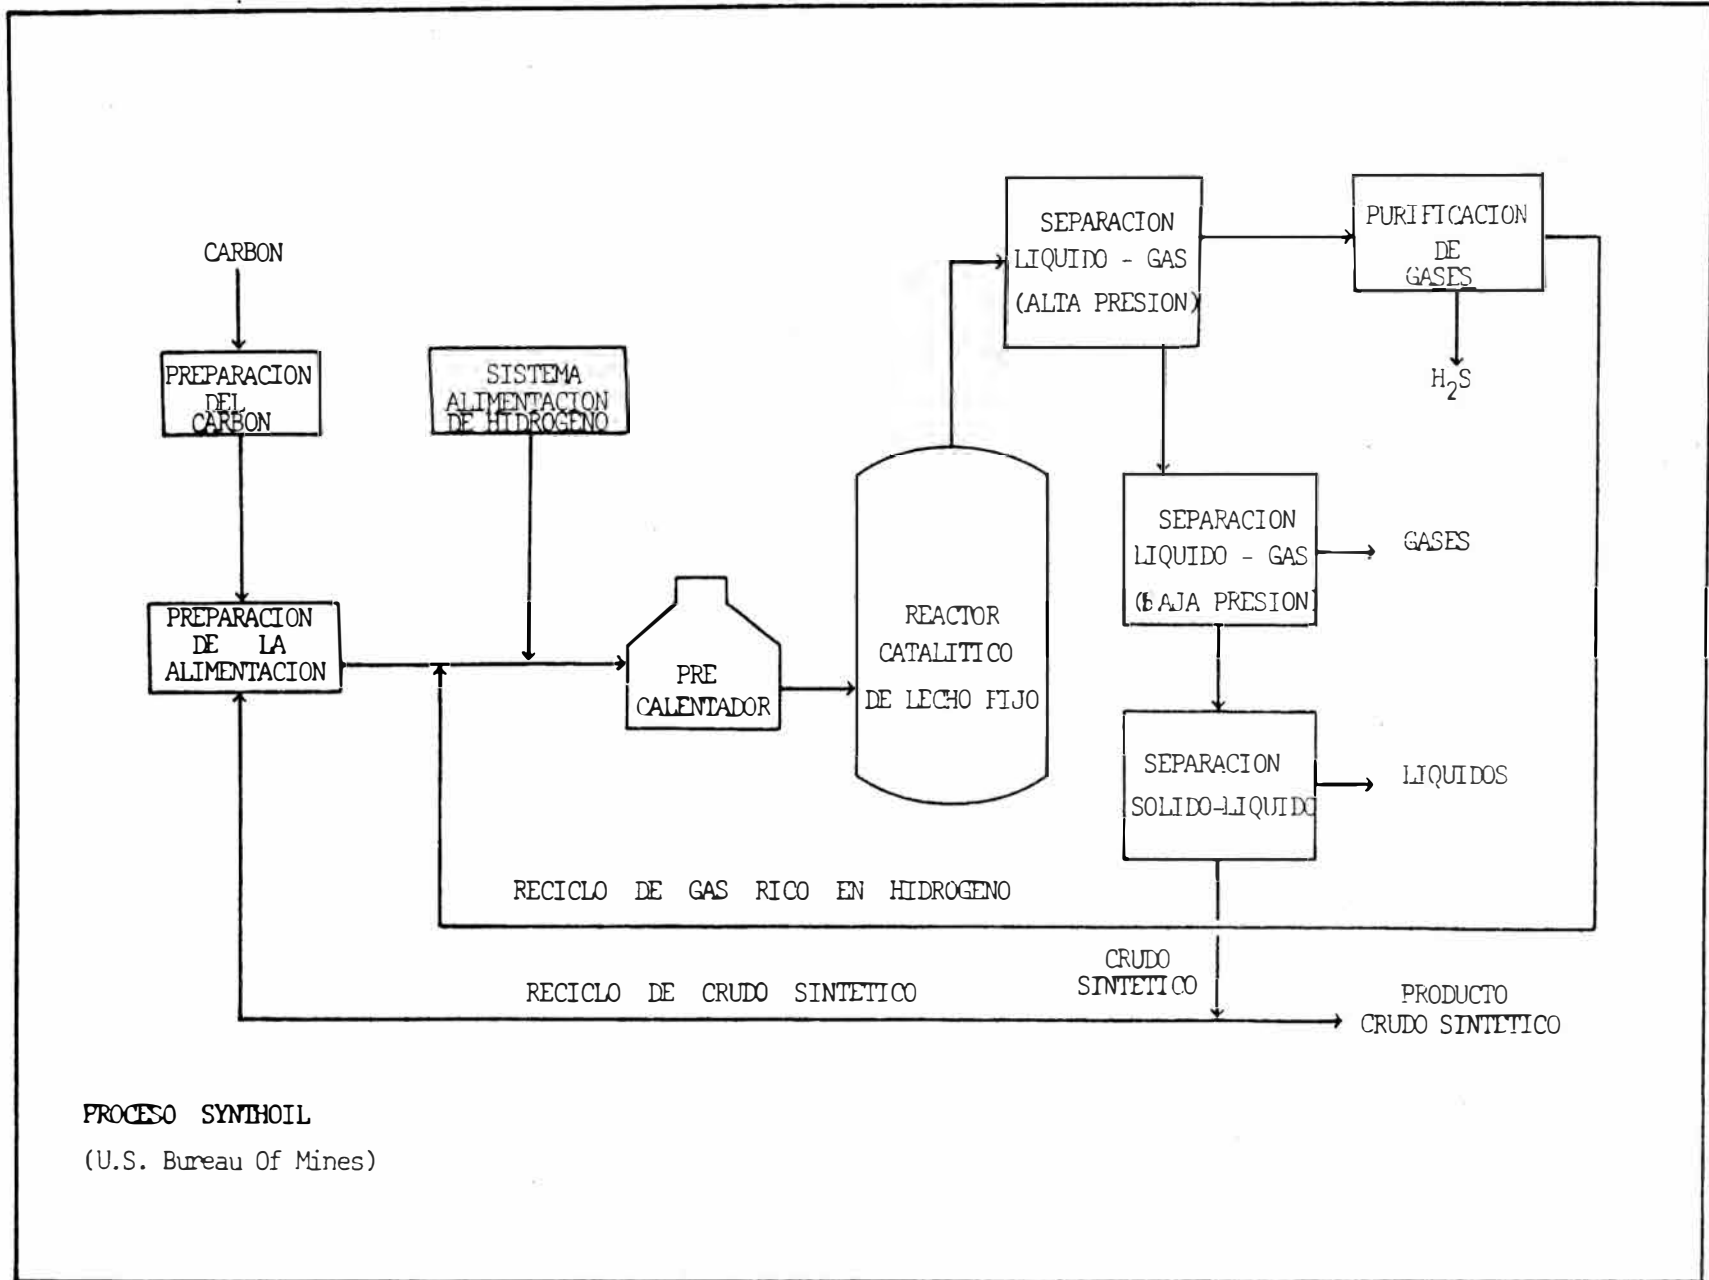 CARBON
PREPARACION
DEL
CARBON
SISTEMA
ALIMENTACION
DE HIDROGENO
PREPARACION
DE LA
ALIMENTACION
PRE
CALENTADOR
REACTOR
CATALITICO
DE LECHO FIJO
SEPARACION
LIQUIDO - GAS
(ALTA PRESION)
PURIFICACION
DE
GASES
H2S
SEPARACION
LIQUIDO - GAS
(BAJA PRESION)
GASES
SEPARACION
SOLIDO-LIQUIDO
LIQUIDOS
RECICLO DE GAS RICO EN HIDROGENO
CRUDO
SINTETICO
RECICLO DE CRUDO SINTETICO
PRODUCTO
CRUDO SINTETICO
PROCESO SYNTHOIL
(U.S. Bureau Of Mines)